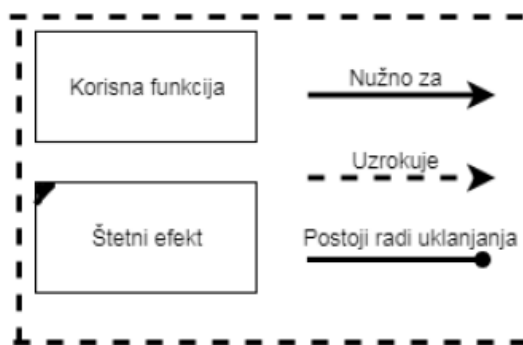 Korisna funkcija
Nužno za
Uzrokuje
Štetni efekt
Postoji radi uklanjanja